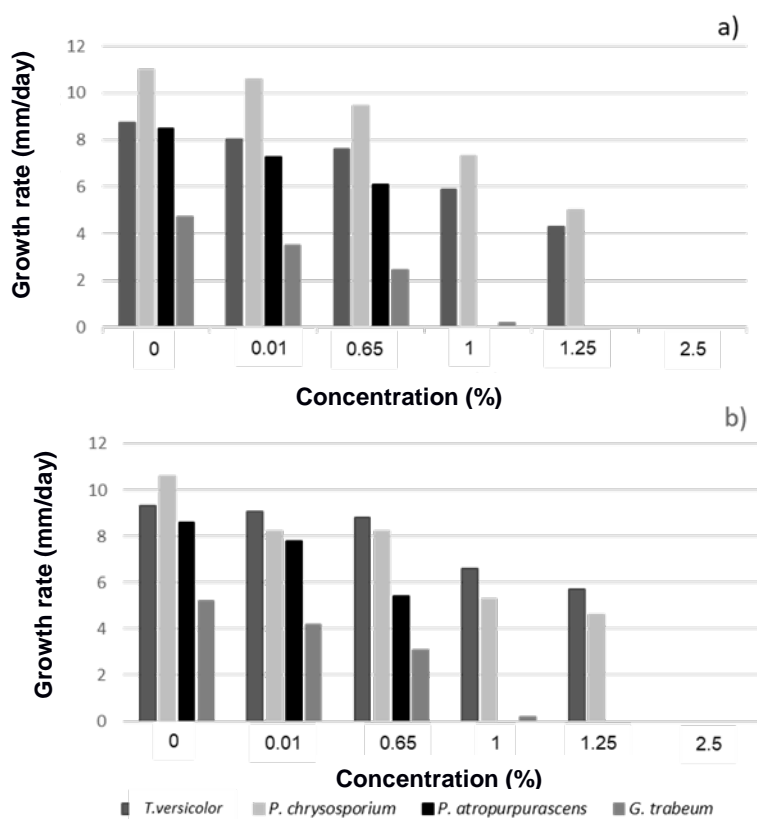 a)
Growth rate (mm/day)
12
10
8
6
4
2
0
0 0.01 0.65 1 1.25 2.5
Concentration (%)
b)
Growth rate (mm/day)
12
10
8
6
4
2
0
0 0.01 0.65 1 1.25 2.5
Concentration (%)
T.versicolor P. chrysosporium P. atropurpurascens G. trabeum